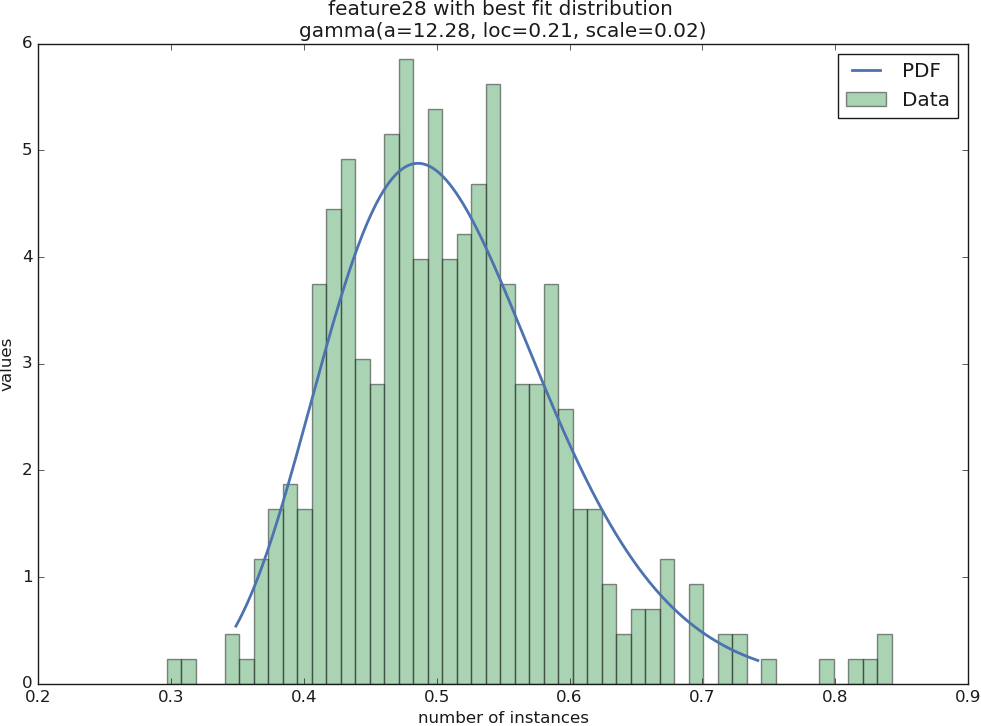 feature28 with best fit distribution
gamma(a=12.28, loc=0.21, scale=0.02)
PDF
Data
6
5
4
3
2
1
0
values
0.2 0.3 0.4 0.5 0.6 0.7 0.8 0.9
number of instances